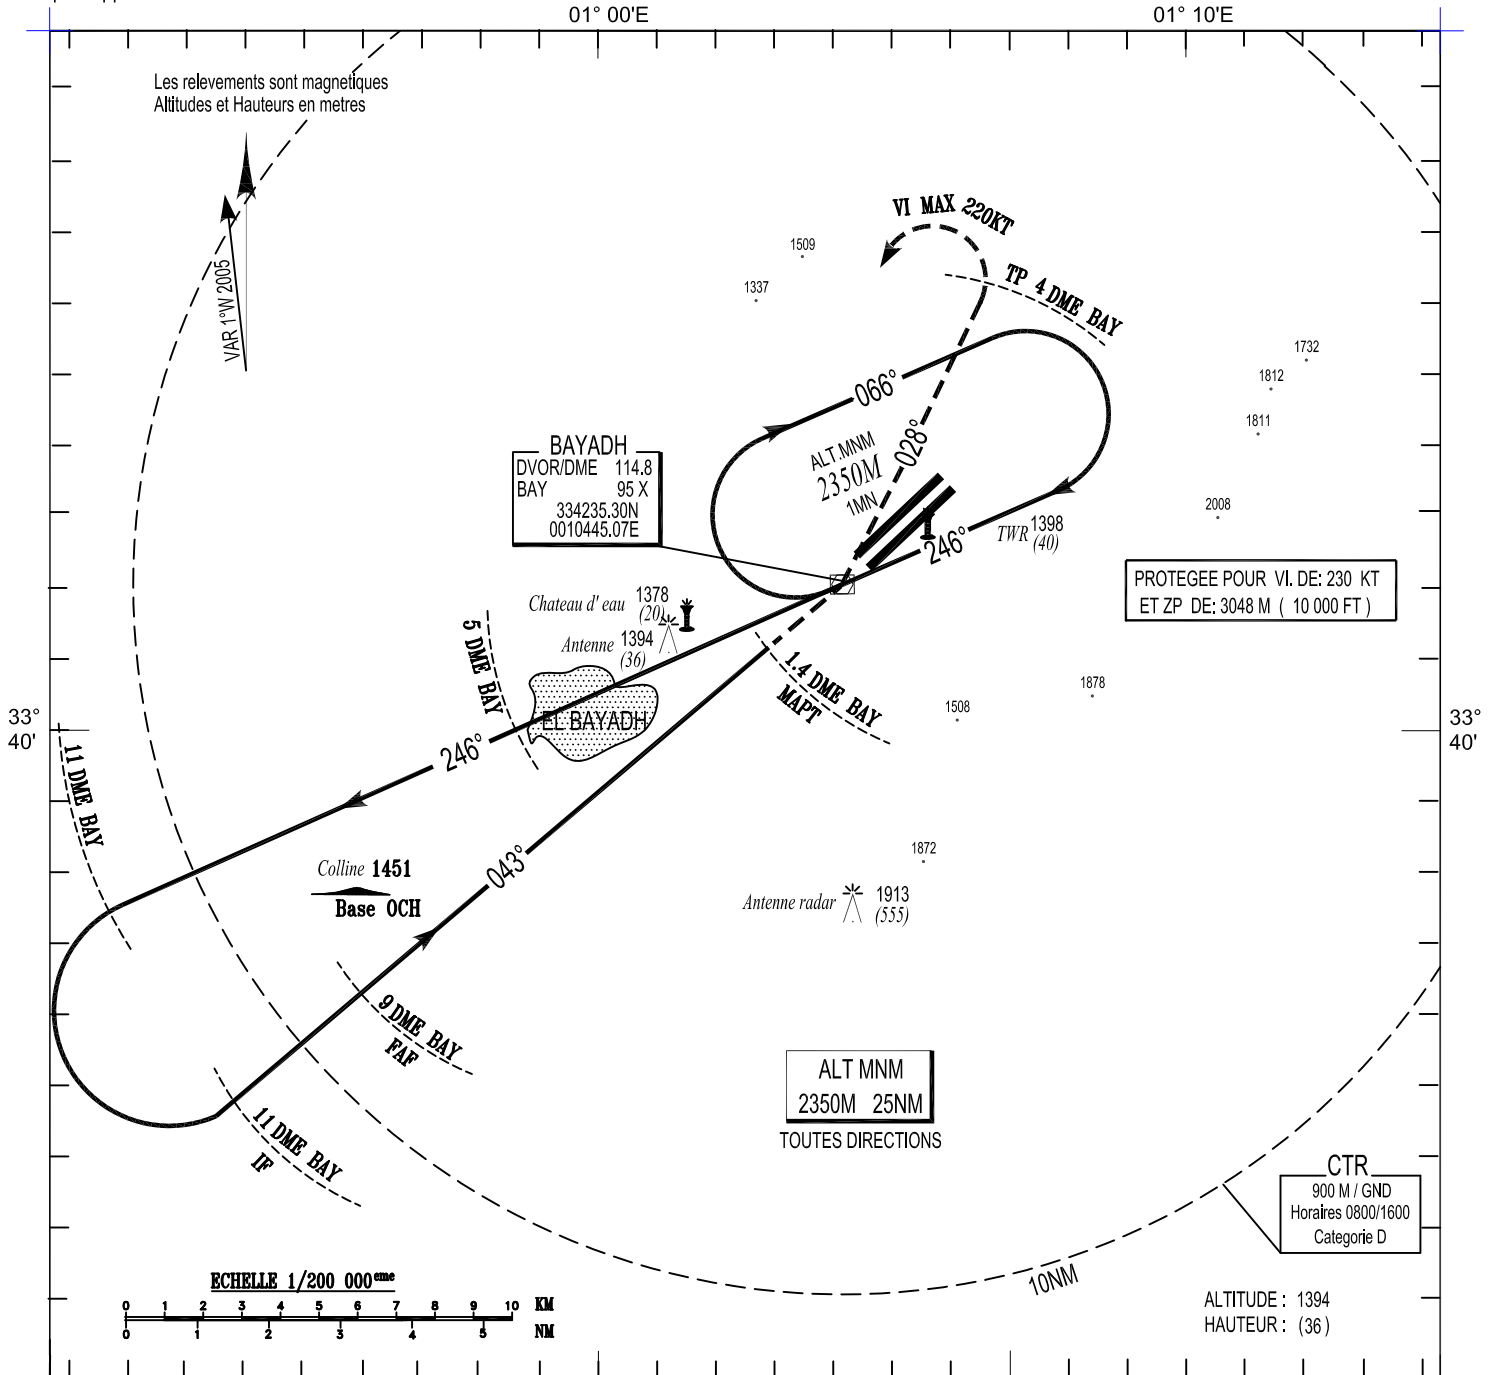 01° 00'E
01° 10'E
Les relevements sont magnetiques
Altitudes et Hauteurs en metres
VAR 1°W 2005
VI MAX 220KT
TP 4 DME BAY
1509
1337
1732
1812
1811
2008
066°
028°
ALT.MNM
2350M
1MN
BAYADH
DVOR/DME 114.8
BAY 95 X
334235.30N
0010445.07E
246°
TWR 1398
(40)
PROTEGEE POUR VI. DE: 230 KT
ET ZP DE: 3048 M ( 10 000 FT )
Chateau d' eau 1378
(20)
Antenne 1394
(36)
5 DME BAY
1.4 DME BAY
MAPT
EL BAYADH
1508
1878
33°
40'
33°
40'
246°
11 DME BAY
043°
Colline 1451
Base OCH
1872
Antenne radar 1913
(555)
9 DME BAY
FAF
11 DME BAY
IF
ALT MNM
2350M 25NM
TOUTES DIRECTIONS
CTR
900 M / GND
Horaires 0800/1600
Categorie D
10NM
ECHELLE 1/200 000eme
0 1 2 3 4 5 6 7 8 9 10 KM
0 1 2 3 4 5 NM
ALTITUDE : 1394
HAUTEUR : (36)